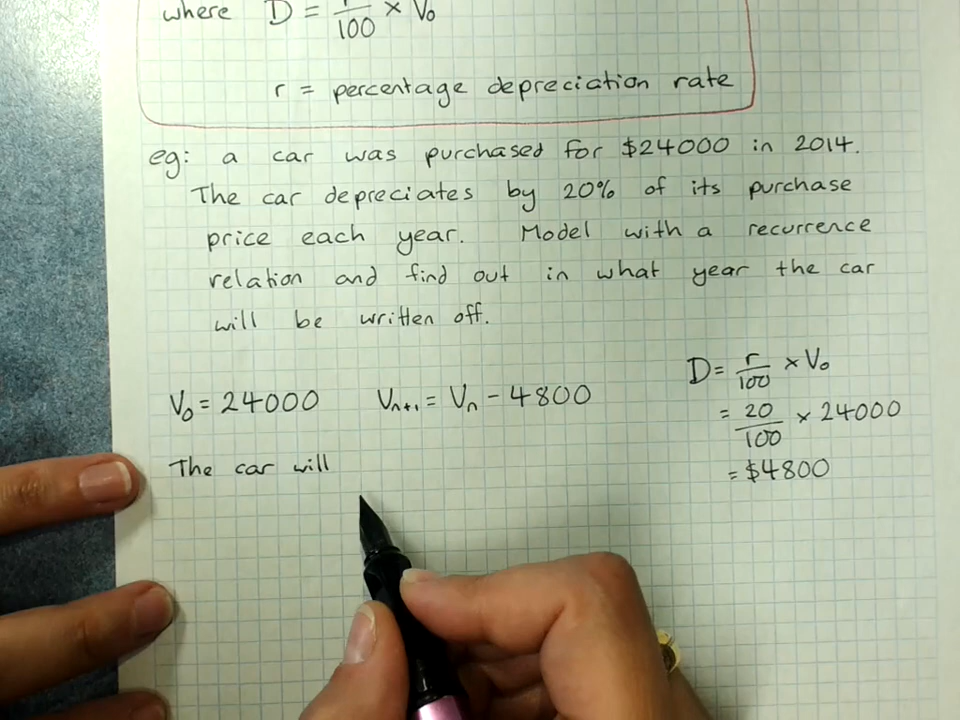 where D = r/100 × V₀
r = percentage depreciation rate
eg: a car was purchased for $24000 in 2014.
The car depreciates by 20% of its purchase
price each year. Model with a recurrence
relation and find out in what year the car
will be written off.
V₀ = 24000 Vₙ₊₁ = Vₙ − 4800
The car will
D = r/100 × V₀
= 20/100 × 24000
= $4800